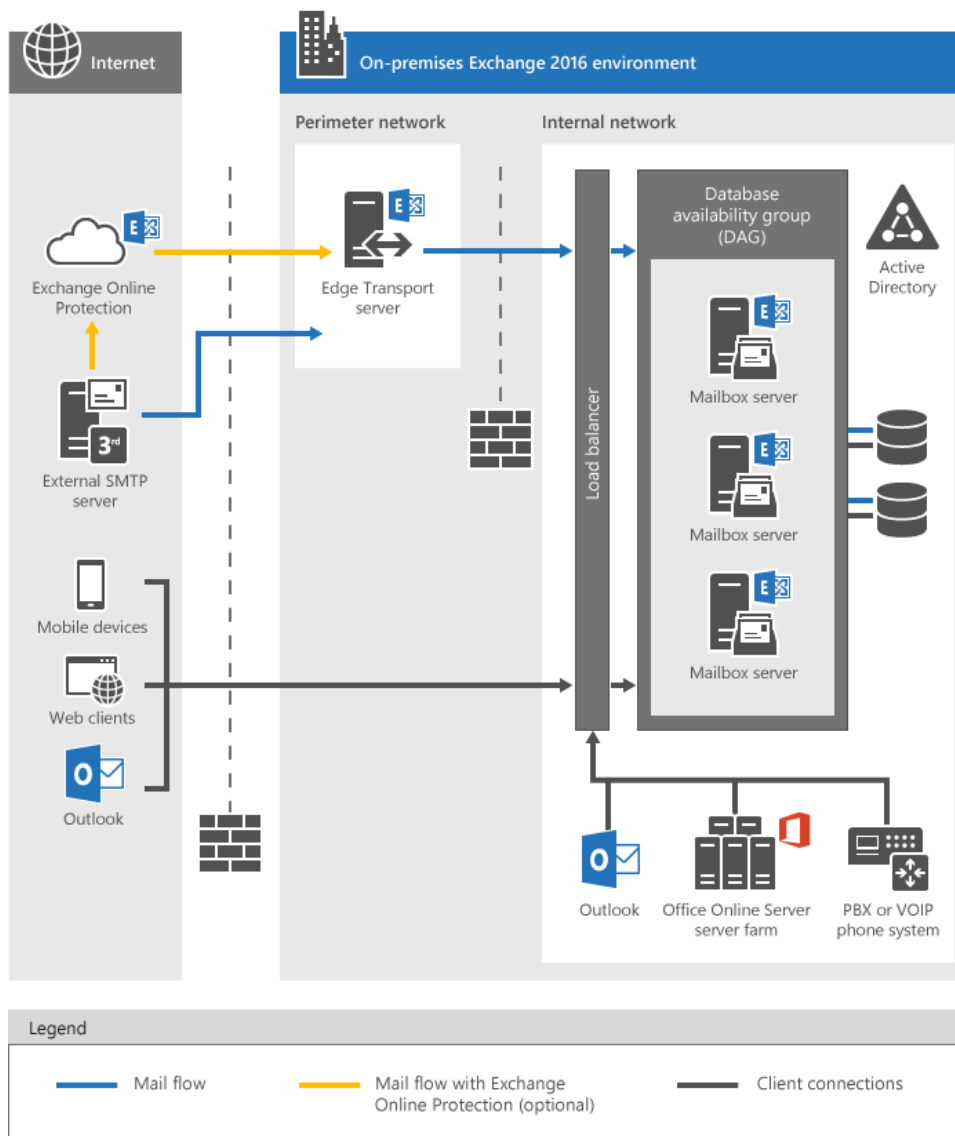 Internet
On-premises Exchange 2016 environment
Perimeter network
Internal network
E
Exchange Online
Protection
E
Edge Transport
server
3rd
External SMTP
server
Mobile devices
Web clients
O
Outlook
Load balancer
Database
availability group
(DAG)
E
Mailbox server
E
Mailbox server
E
Mailbox server
Active
Directory
O
Outlook
Office Online Server
server farm
PBX or VOIP
phone system
Legend
Mail flow
Mail flow with Exchange
Online Protection (optional)
Client connections